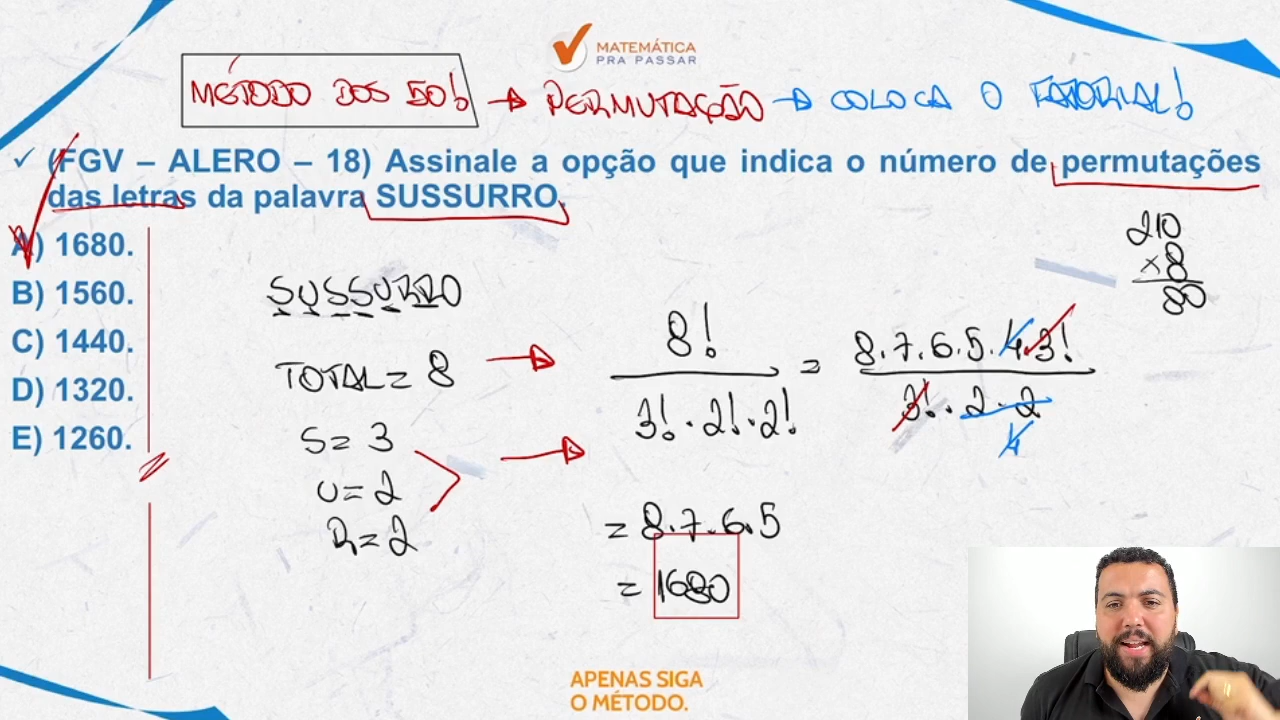 MATEMÁTICA
PRA PASSAR
MÉTODO DOS 50! → PERMUTAÇÃO → COLOCA O FATORIAL!
✓ (FGV – ALERO – 18) Assinale a opção que indica o número de permutações
das letras da palavra SUSSURRO.
A) 1680.
B) 1560.
C) 1440.
D) 1320.
E) 1260.
SUSSURRO
TOTAL = 8
S = 3
U = 2
R = 2
8!
3! . 2! . 2!
=
8.7.6.5.4.3!
3! . 2 . 2
4
= 8.7.6.5
= 1680
210
×8
80
APENAS SIGA
O MÉTODO.